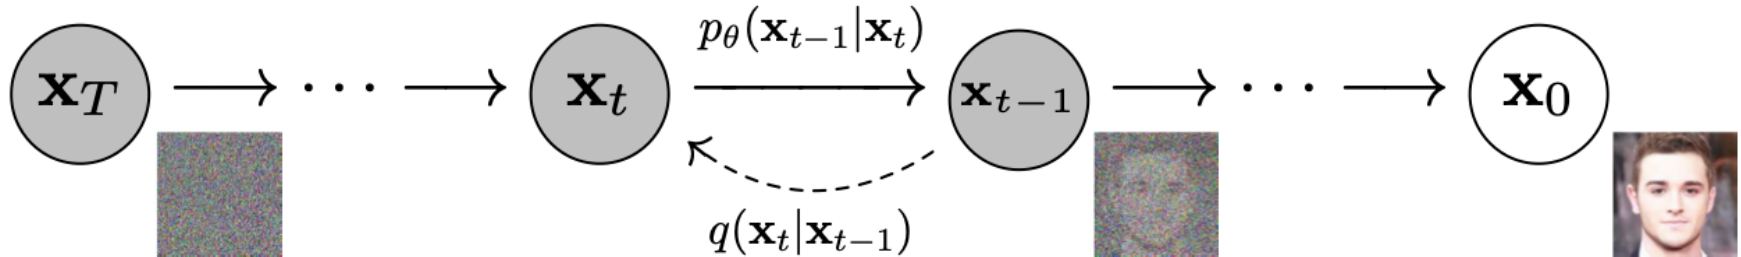 p_θ(x_{t−1}|x_t)
x_T → ··· → x_t → x_{t−1} → ··· → x_0
q(x_t|x_{t−1})